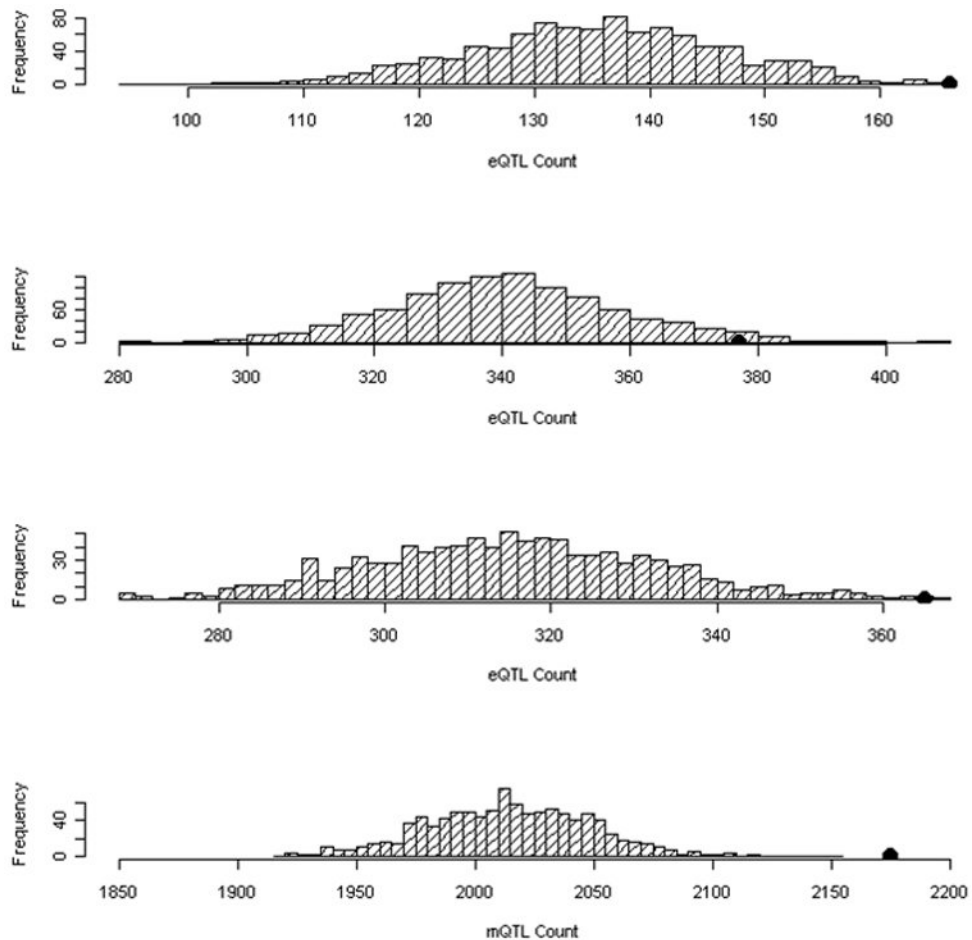 Frequency
0 40 80
100 110 120 130 140 150 160
eQTL Count
Frequency
0 60
280 300 320 340 360 380 400
eQTL Count
Frequency
0 30
280 300 320 340 360
eQTL Count
Frequency
0 40
1850 1900 1950 2000 2050 2100 2150 2200
mQTL Count